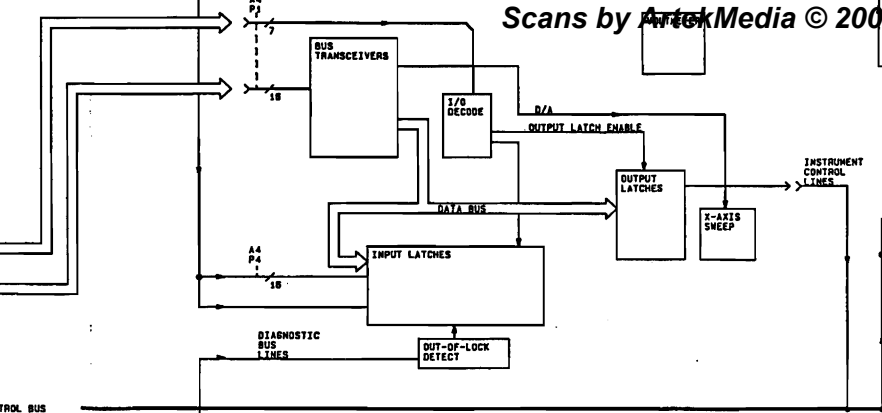 A4
P1
Scans by ArtekMedia © 200
7
BUS
TRANSCEIVERS
16
I/O
DECODE
D/A
OUTPUT LATCH ENABLE
INSTRUMENT
CONTROL
LINES
OUTPUT
LATCHES
DATA BUS
X-AXIS
SWEEP
A4
P4
INPUT LATCHES
16
DIAGNOSTIC
BUS
LINES
OUT-OF-LOCK
DETECT
TROL BUS